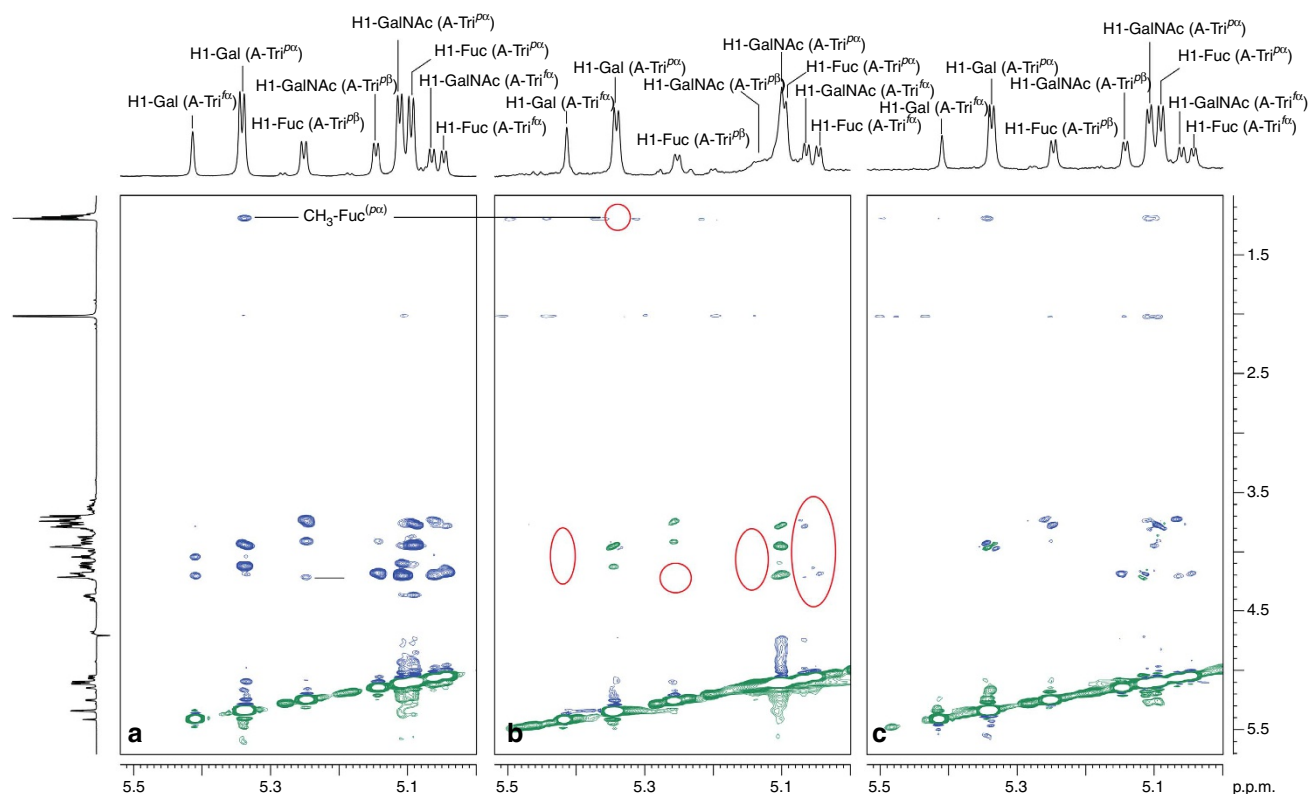 H1-GalNAc (A-Tri^pα)
H1-Gal (A-Tri^pα)
H1-Fuc (A-Tri^pα)
H1-GalNAc (A-Tri^pβ)
H1-GalNAc (A-Tri^fα)
H1-Gal (A-Tri^fα)
H1-Fuc (A-Tri^pβ)
H1-Fuc (A-Tri^fα)
H1-GalNAc (A-Tri^pα)
H1-Gal (A-Tri^pα)
H1-Fuc (A-Tri^pα)
H1-GalNAc (A-Tri^pβ)
H1-GalNAc (A-Tri^fα)
H1-Gal (A-Tri^fα)
H1-Fuc (A-Tri^pβ)
H1-Fuc (A-Tri^fα)
H1-GalNAc (A-Tri^pα)
H1-Gal (A-Tri^pα)
H1-Fuc (A-Tri^pα)
H1-GalNAc (A-Tri^pβ)
H1-GalNAc (A-Tri^fα)
H1-Gal (A-Tri^fα)
H1-Fuc (A-Tri^pβ)
H1-Fuc (A-Tri^fα)
CH₃-Fuc^(pα)
1.5
2.5
3.5
4.5
5.5
a
b
c
5.5 5.3 5.1
5.5 5.3 5.1
5.5 5.3 5.1
p.p.m.